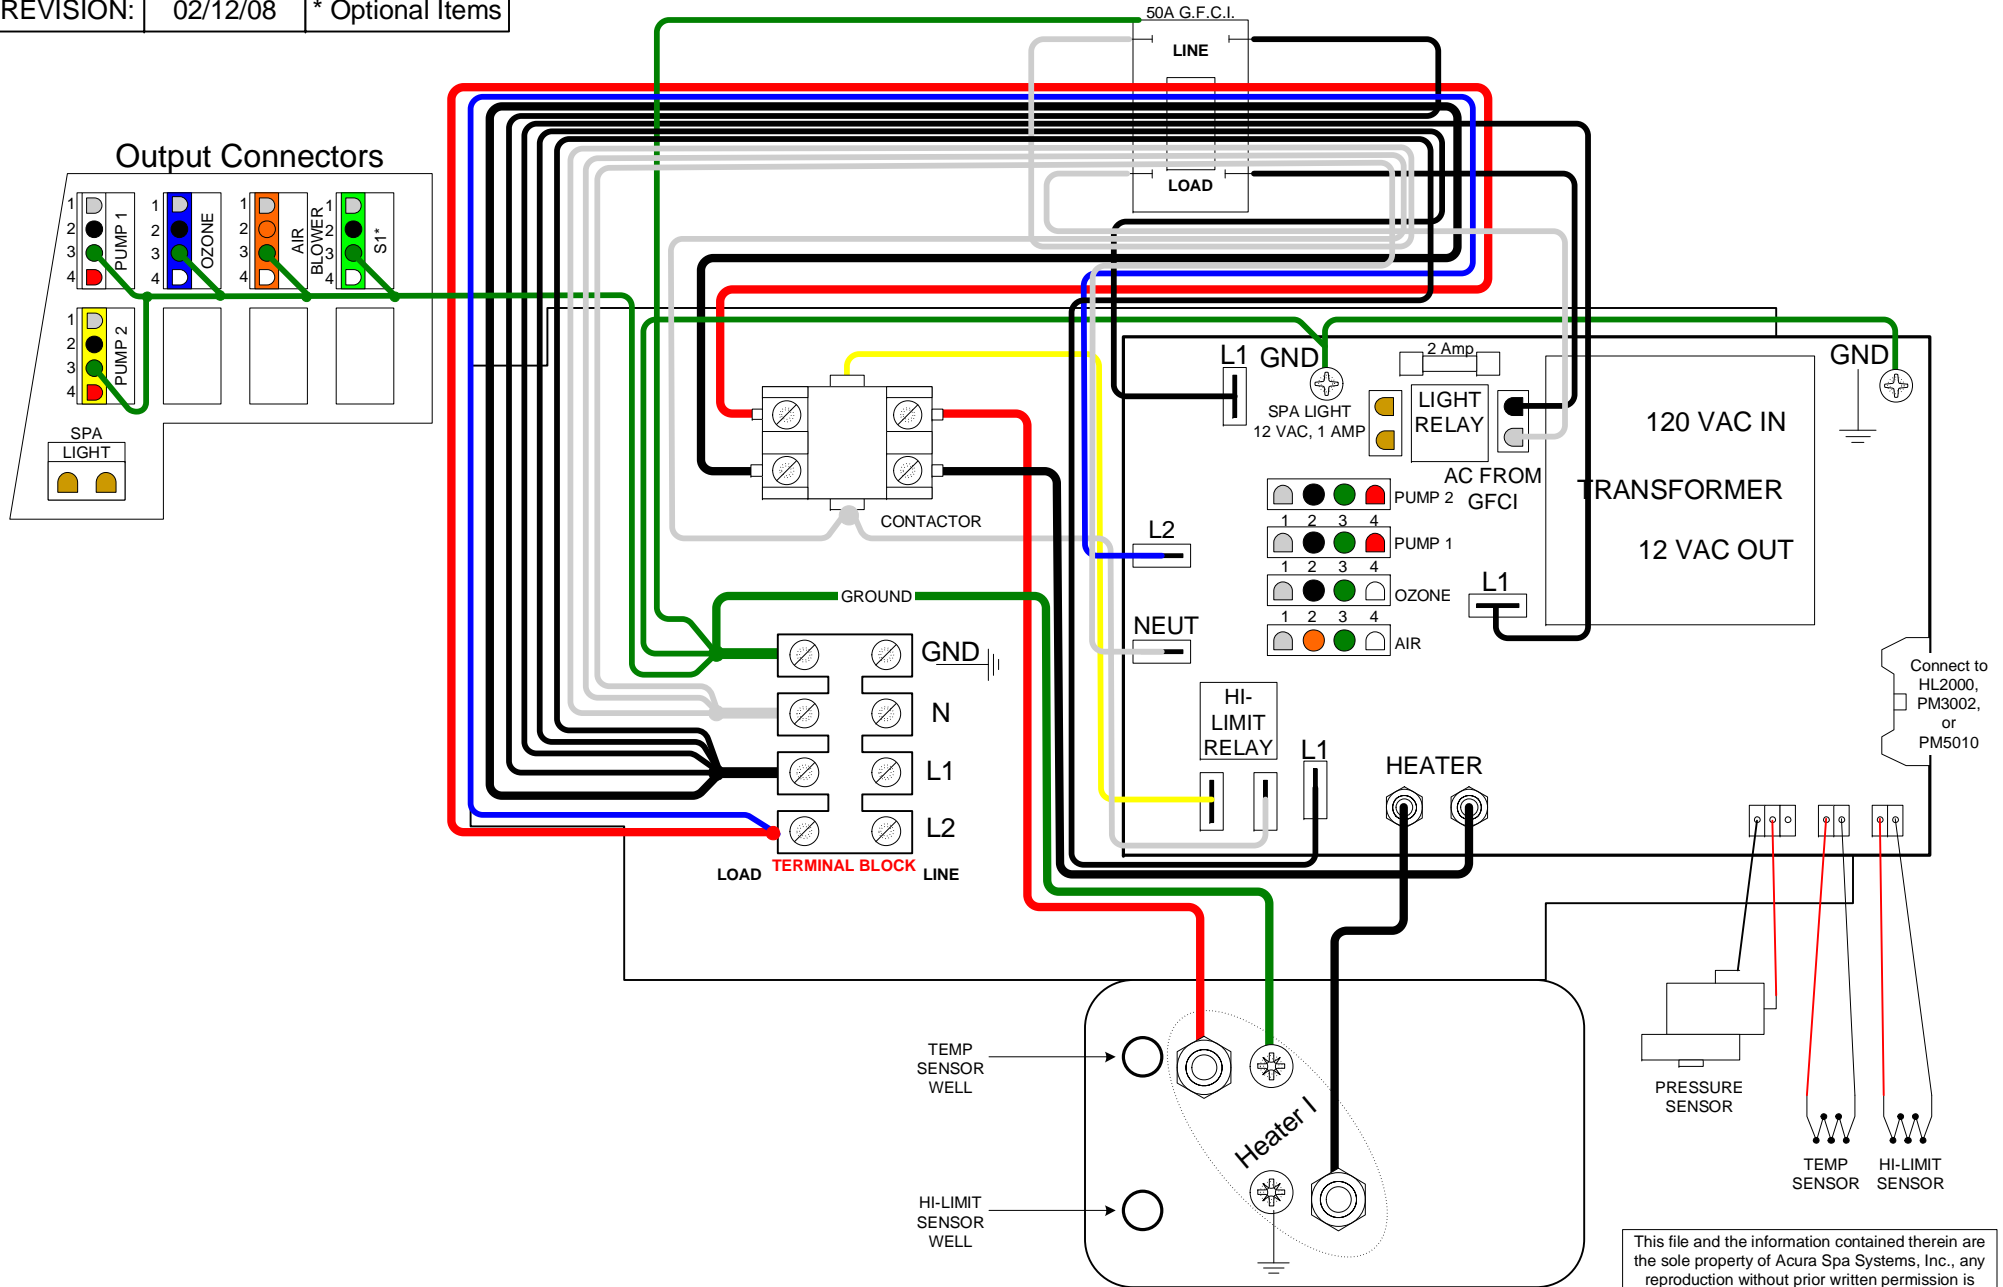 REVISION: 02/12/08 * Optional Items
50A G.F.C.I.
LINE
LOAD
Output Connectors
1
2
3
4
PUMP 1
1
2
3
4
OZONE
1
2
3
4
AIR
BLOWER
1
2
3
4
S1*
1
2
3
4
PUMP 2
SPA
LIGHT
CONTACTOR
GROUND
GND
N
L1
L2
LOAD
TERMINAL BLOCK
LINE
L1
GND
SPA LIGHT
12 VAC, 1 AMP
2 Amp
LIGHT
RELAY
AC FROM
GFCI
GND
120 VAC IN
TRANSFORMER
12 VAC OUT
PUMP 2
1 2 3 4
PUMP 1
1 2 3 4
OZONE
1 2 3 4
AIR
L2
NEUT
L1
HI-
LIMIT
RELAY
L1
HEATER
Connect to
HL2000,
PM3002,
or
PM5010
TEMP
SENSOR
WELL
HI-LIMIT
SENSOR
WELL
Heater I
PRESSURE
SENSOR
TEMP
SENSOR
HI-LIMIT
SENSOR
This file and the information contained therein are
the sole property of Acura Spa Systems, Inc., any
reproduction without prior written permission is